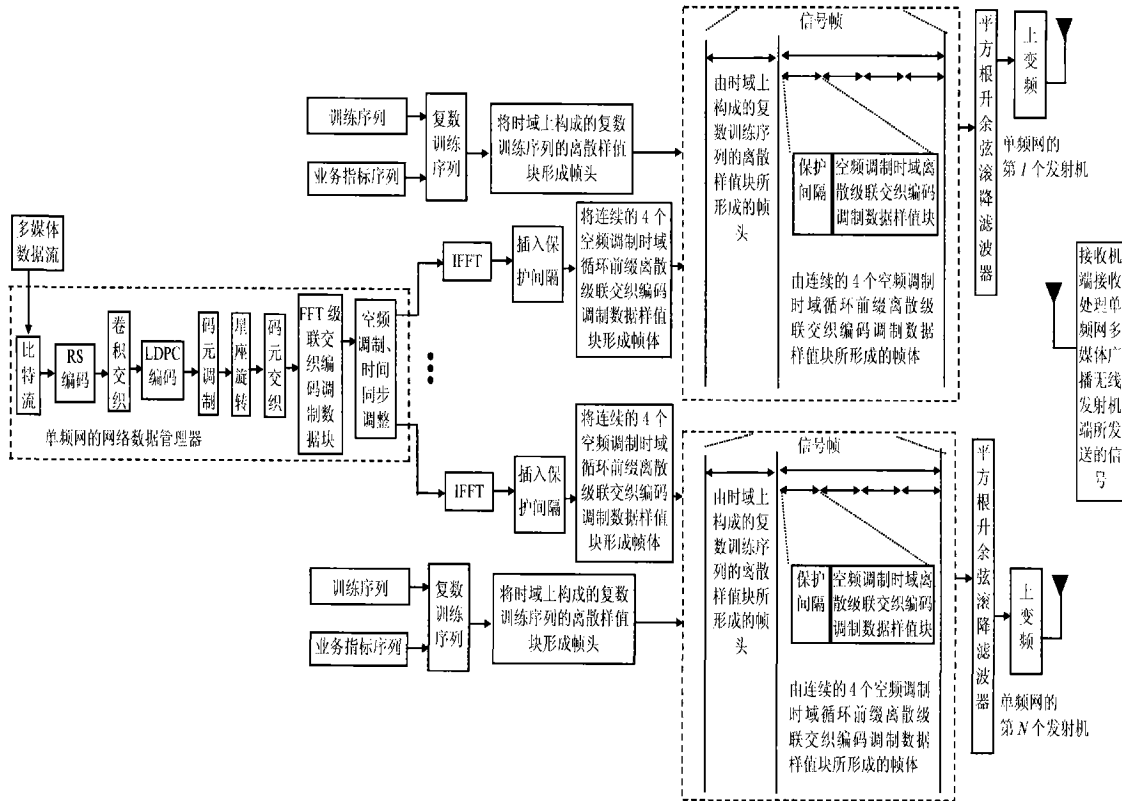 多媒体
数据流
比特流
RS
编码
卷积交织
LDPC
编码
码元调制
星座旋转
码元交织
FFT级
联交
织编
码调
制数
据块
空频
调制、
时间
同步
调整
单频网的网络数据管理器
训练序列
业务指标序列
复数
训练
序列
将时域上构成的复数
训练序列的离散样值
块形成帧头
IFFT
插入保
护间隔
将连续的4个
空频调制时域
循环前缀离散
级联交织编码
调制数据样值
块形成帧体
信号帧
由时域上
构成的复
数训练序
列的离散
样值块所
形成的帧
头
保护
间隔
空频调制时域离
散级联交织编码
调制数据样值块
由连续的4个空频调制
时域循环前缀离散级
联交织编码调制数据
样值块所形成的帧体
平方根升余弦滚降滤波器
上变频
单频网的
第1个发射机
IFFT
插入保
护间隔
将连续的4个
空频调制时域
循环前缀离散
级联交织编码
调制数据样值
块形成帧体
训练序列
业务指标序列
复数
训练
序列
将时域上构成的复数
训练序列的离散样值
块形成帧头
信号帧
由时域上
构成的复
数训练序
列的离散
样值块所
形成的帧
头
保护
间隔
空频调制时域离
散级联交织编码
调制数据样值块
由连续的4个空频调制
时域循环前缀离散级
联交织编码调制数据
样值块所形成的帧体
平方根升余弦滚降滤波器
上变频
单频网的
第N个发射机
接收机
端接收
处理单
频网多
媒体广
播无线
发射机
端所发
送的信
号